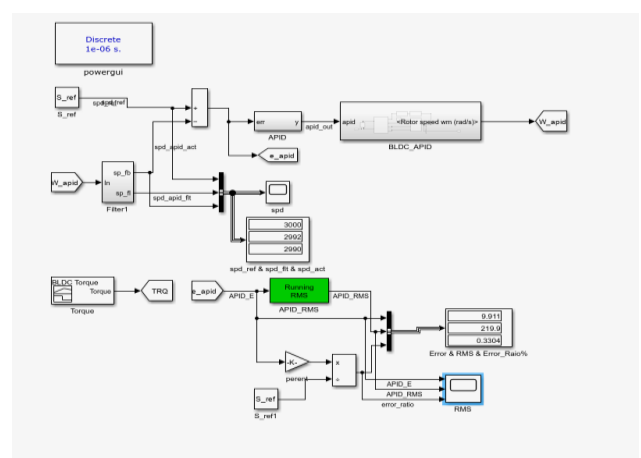 Discrete
1e-06 s.
powergui
S_ref
S_ref
+
−
err
y
APID
apid_out
apid
<Rotor speed wm (rad/s)>
BLDC_APID
W_apid
spd_apid_act
e_apid
W_apid
In
sp_fb
sp_fl
Filter1
spd_apid_flt
spd
3000
2992
2990
spd_ref & spd_flt & spd_act
BLDC Torque
Torque
Torque
TRQ
e_apid
APID_E
Running
RMS
APID_RMS
APID_RMS
9.911
219.9
0.3304
Error & RMS & Error_Raio%
-K-
perent
×
÷
S_ref
S_ref1
APID_E
APID_RMS
error_ratio
RMS